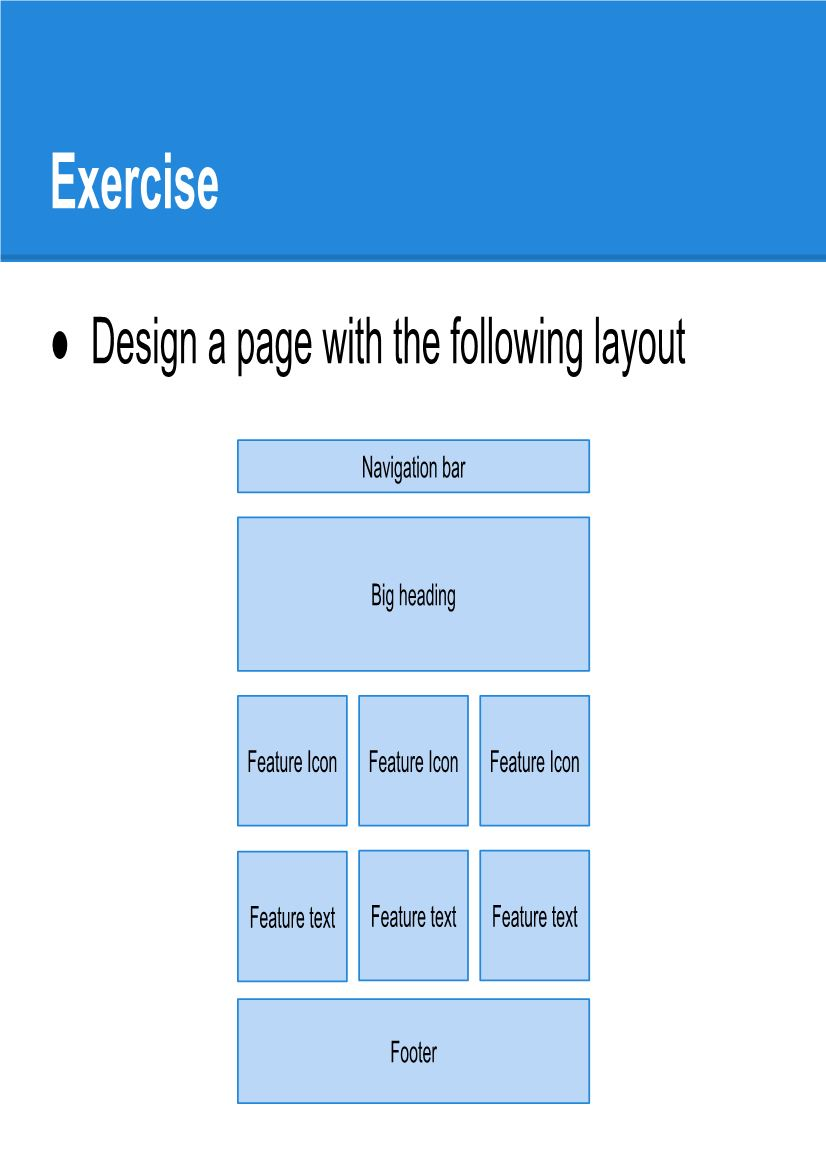 Exercise
● Design a page with the following layout
Navigation bar
Big heading
Feature Icon Feature Icon Feature Icon
Feature text Feature text Feature text
Footer